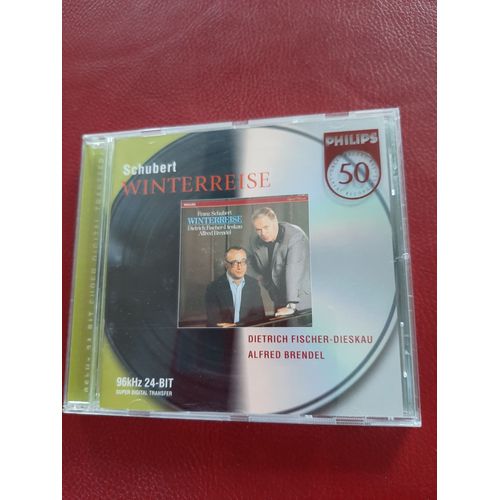 Schubert
WINTERREISE
PHILIPS
50
Franz Schubert
WINTERREISE
Dietrich Fischer-Dieskau
Alfred Brendel
DIETRICH FISCHER-DIESKAU
ALFRED BRENDEL
96kHz 24-BIT
SUPER DIGITAL TRANSFER